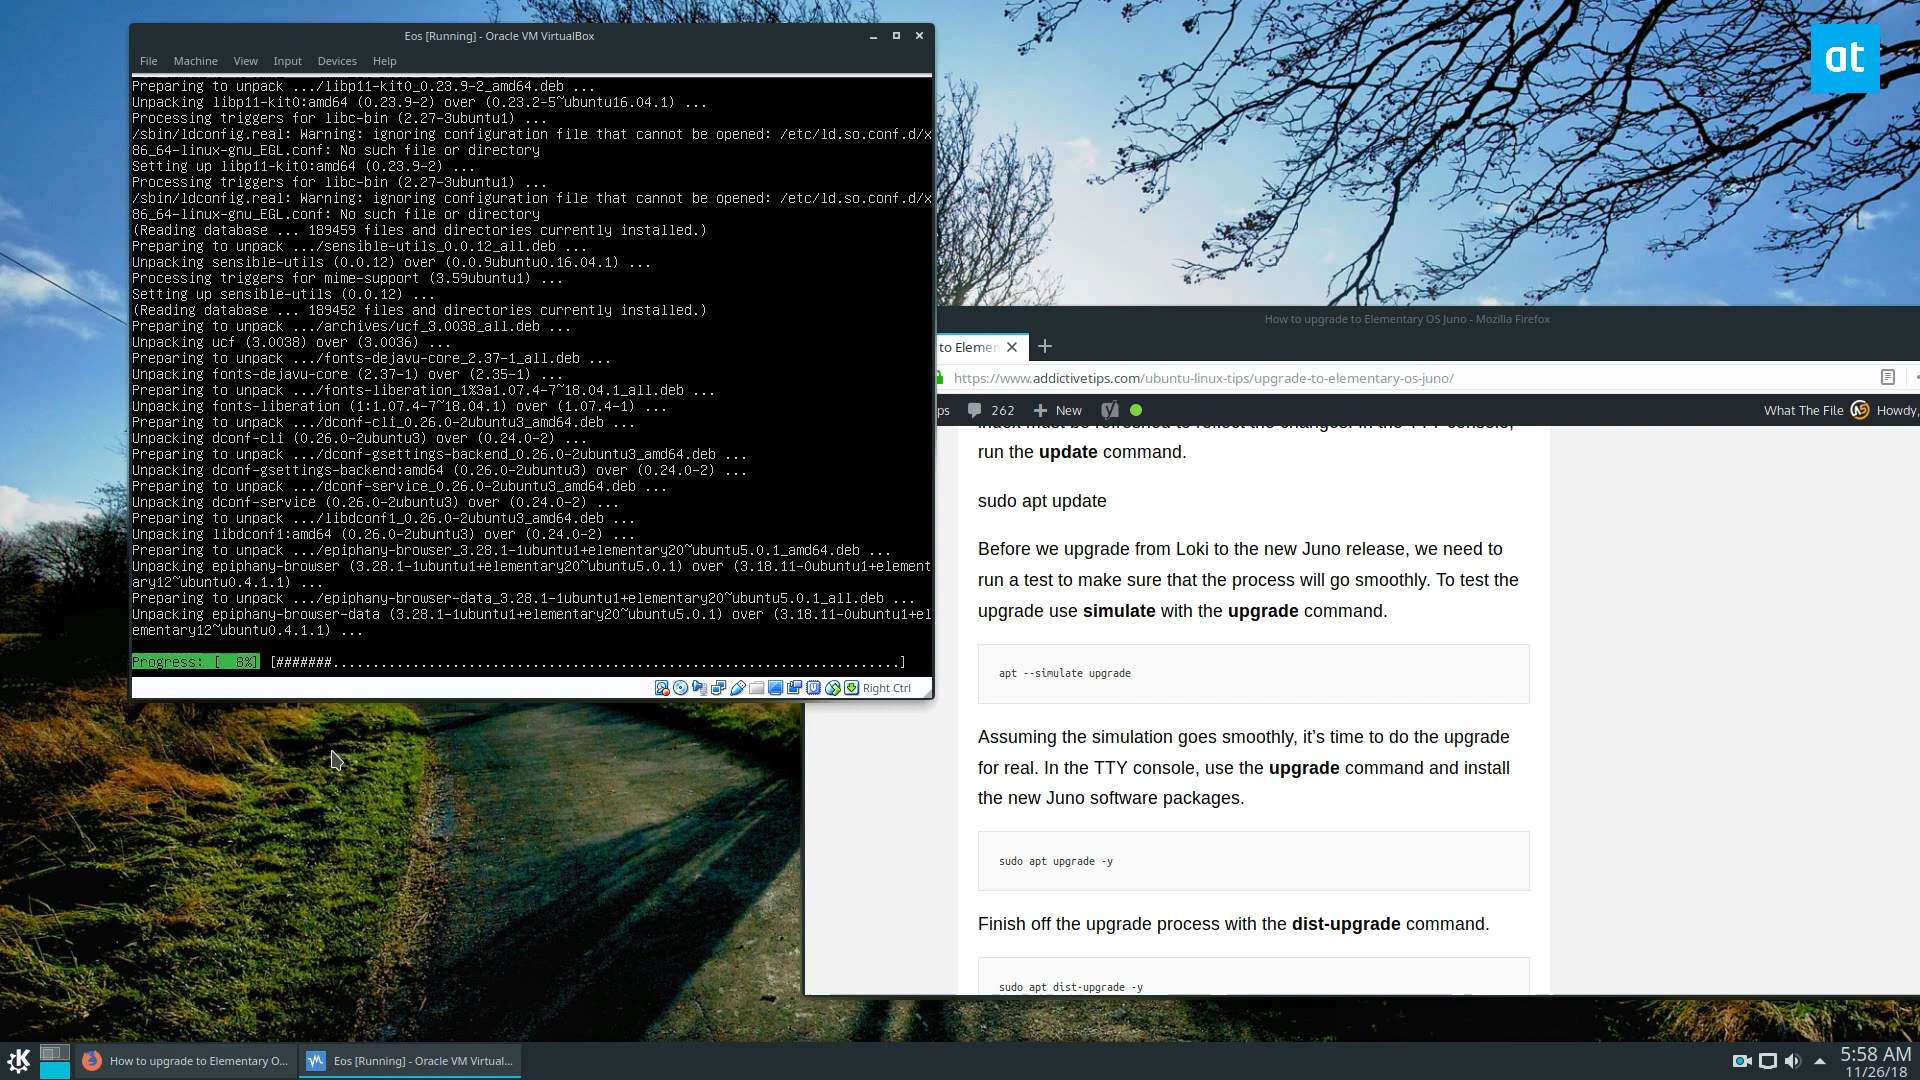 Eos [Running] - Oracle VM VirtualBox
File Machine View Input Devices Help
Preparing to unpack .../libp11-kit0_0.23.9-2_amd64.deb ...
Unpacking libp11-kit0:amd64 (0.23.9-2) over (0.23.2-5~ubuntu16.04.1) ...
Processing triggers for libc-bin (2.27-3ubuntu1) ...
/sbin/ldconfig.real: Warning: ignoring configuration file that cannot be opened: /etc/ld.so.conf.d/x
86_64-linux-gnu_EGL.conf: No such file or directory
Setting up libp11-kit0:amd64 (0.23.9-2) ...
Processing triggers for libc-bin (2.27-3ubuntu1) ...
/sbin/ldconfig.real: Warning: ignoring configuration file that cannot be opened: /etc/ld.so.conf.d/x
86_64-linux-gnu_EGL.conf: No such file or directory
(Reading database ... 189459 files and directories currently installed.)
Preparing to unpack .../sensible-utils_0.0.12_all.deb ...
Unpacking sensible-utils (0.0.12) over (0.0.9ubuntu0.16.04.1) ...
Processing triggers for mime-support (3.59ubuntu1) ...
Setting up sensible-utils (0.0.12) ...
(Reading database ... 189452 files and directories currently installed.)
Preparing to unpack .../archives/ucf_3.0038_all.deb ...
Unpacking ucf (3.0038) over (3.0036) ...
Preparing to unpack .../fonts-dejavu-core_2.37-1_all.deb ...
Unpacking fonts-dejavu-core (2.37-1) over (2.35-1) ...
Preparing to unpack .../fonts-liberation_1%3a1.07.4-7~18.04.1_all.deb ...
Unpacking fonts-liberation (1:1.07.4-7~18.04.1) over (1.07.4-1) ...
Preparing to unpack .../dconf-cli_0.26.0-2ubuntu3_amd64.deb ...
Unpacking dconf-cli (0.26.0-2ubuntu3) over (0.24.0-2) ...
Preparing to unpack .../dconf-gsettings-backend_0.26.0-2ubuntu3_amd64.deb ...
Unpacking dconf-gsettings-backend:amd64 (0.26.0-2ubuntu3) over (0.24.0-2) ...
Preparing to unpack .../dconf-service_0.26.0-2ubuntu3_amd64.deb ...
Unpacking dconf-service (0.26.0-2ubuntu3) over (0.24.0-2) ...
Preparing to unpack .../libdconf1_0.26.0-2ubuntu3_amd64.deb ...
Unpacking libdconf1:amd64 (0.26.0-2ubuntu3) over (0.24.0-2) ...
Preparing to unpack .../epiphany-browser_3.28.1-1ubuntu1+elementary20~ubuntu5.0.1_amd64.deb ...
Unpacking epiphany-browser (3.28.1-1ubuntu1+elementary20~ubuntu5.0.1) over (3.18.11-0ubuntu1+element
ary12~ubuntu0.4.1.1) ...
Preparing to unpack .../epiphany-browser-data_3.28.1-1ubuntu1+elementary20~ubuntu5.0.1_all.deb ...
Unpacking epiphany-browser-data (3.28.1-1ubuntu1+elementary20~ubuntu5.0.1) over (3.18.11-0ubuntu1+el
ementary12~ubuntu0.4.1.1) ...
Progress: [  8%] [#######.......................................................................]
Right Ctrl
at
How to upgrade to Elementary OS Juno - Mozilla Firefox
to Elemen
https://www.addictivetips.com/ubuntu-linux-tips/upgrade-to-elementary-os-juno/
ps 262 New What The File Howdy,
index must be refreshed to reflect the changes. In the TTY console,
run the update command.
sudo apt update
Before we upgrade from Loki to the new Juno release, we need to
run a test to make sure that the process will go smoothly. To test the
upgrade use simulate with the upgrade command.
apt --simulate upgrade
Assuming the simulation goes smoothly, it's time to do the upgrade
for real. In the TTY console, use the upgrade command and install
the new Juno software packages.
sudo apt upgrade -y
Finish off the upgrade process with the dist-upgrade command.
sudo apt dist-upgrade -y
How to upgrade to Elementary O...
Eos [Running] - Oracle VM Virtual...
5:58 AM
11/26/18